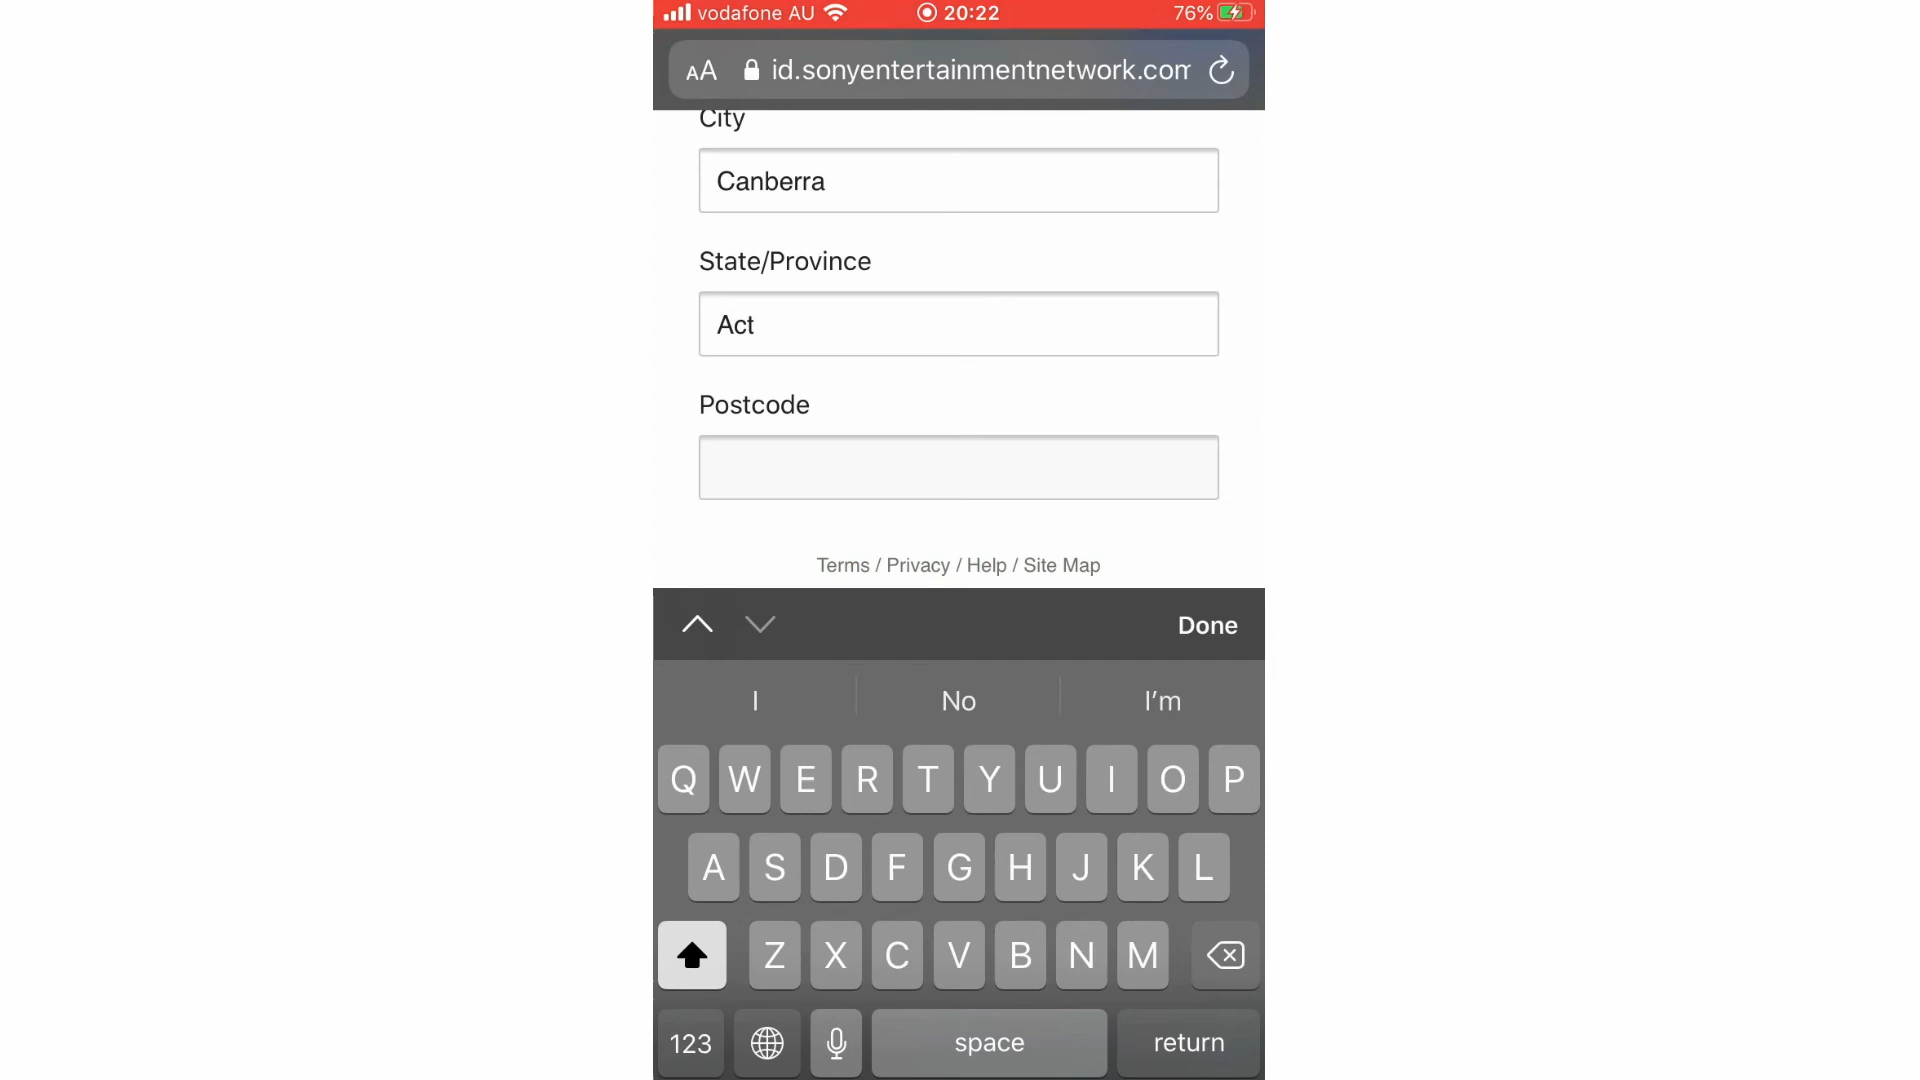 vodafone AU 20:22 76%
AA id.sonyentertainmentnetwork.com
City
Canberra
State/Province
Act
Postcode
Terms / Privacy / Help / Site Map
Done
I No I’m
Q W E R T Y U I O P
A S D F G H J K L
Z X C V B N M
123 space return